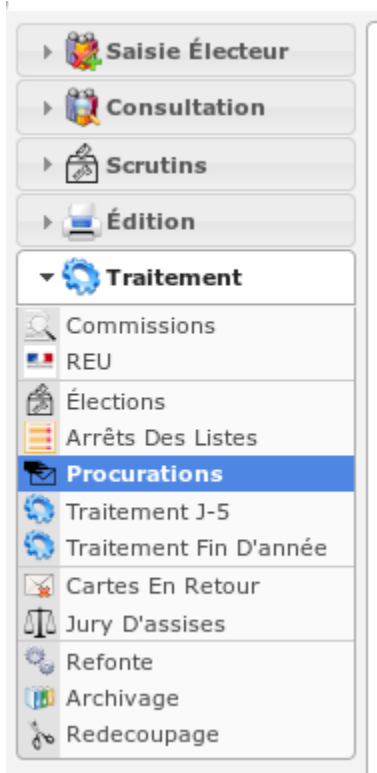 Saisie Électeur
Consultation
Scrutins
Édition
Traitement
Commissions
REU
Élections
Arrêts Des Listes
Procurations
Traitement J-5
Traitement Fin D'année
Cartes En Retour
Jury D'assises
Refonte
Archivage
Redecoupage